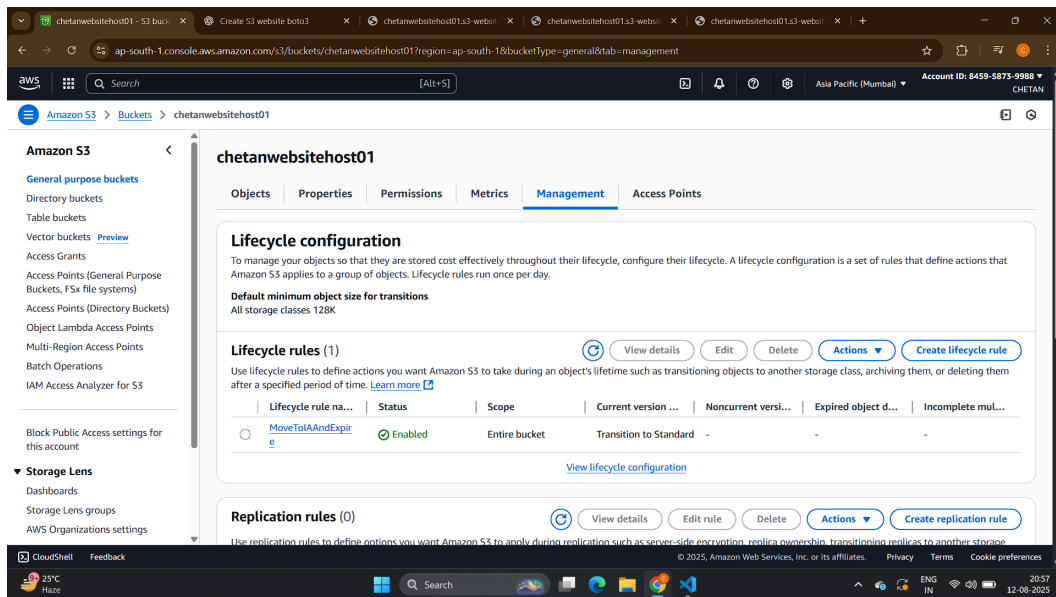 chetanwebsitehost01 - S3 buck
Create S3 website boto3
chetanwebsitehost01.s3-websit
chetanwebsitehost01.s3-websit
chetanwebsitehost01.s3-websit
ap-south-1.console.aws.amazon.com/s3/buckets/chetanwebsitehost01?region=ap-south-1&bucketType=general&tab=management
C
aws
Search
[Alt+S]
Asia Pacific (Mumbai)
Account ID: 8459-5873-9988
CHETAN
Amazon S3
Buckets
chetanwebsitehost01
Amazon S3
General purpose buckets
Directory buckets
Table buckets
Vector buckets Preview
Access Grants
Access Points (General Purpose
Buckets, FSx file systems)
Access Points (Directory Buckets)
Object Lambda Access Points
Multi-Region Access Points
Batch Operations
IAM Access Analyzer for S3
Block Public Access settings for
this account
Storage Lens
Dashboards
Storage Lens groups
AWS Organizations settings
chetanwebsitehost01
Objects
Properties
Permissions
Metrics
Management
Access Points
Lifecycle configuration
To manage your objects so that they are stored cost effectively throughout their lifecycle, configure their lifecycle. A lifecycle configuration is a set of rules that define actions that
Amazon S3 applies to a group of objects. Lifecycle rules run once per day.
Default minimum object size for transitions
All storage classes 128K
Lifecycle rules (1)
View details
Edit
Delete
Actions
Create lifecycle rule
Use lifecycle rules to define actions you want Amazon S3 to take during an object's lifetime such as transitioning objects to another storage class, archiving them, or deleting them
after a specified period of time. Learn more
Lifecycle rule na...
Status
Scope
Current version ...
Noncurrent versi...
Expired object d...
Incomplete mul...
MoveToIAAndExpir
e
Enabled
Entire bucket
Transition to Standard
-
-
-
View lifecycle configuration
Replication rules (0)
View details
Edit rule
Delete
Actions
Create replication rule
Use replication rules to define options you want Amazon S3 to apply during replication such as server-side encryption, replica ownership, transitioning replicas to another storage
CloudShell
Feedback
© 2025, Amazon Web Services, Inc. or its affiliates.
Privacy
Terms
Cookie preferences
9+
25°C
Haze
Search
ENG
IN
20:57
12-08-2025